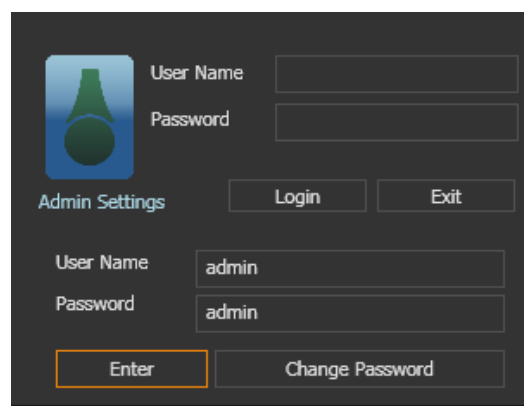 User Name
Password
Admin Settings
Login Exit
User Name admin
Password admin
Enter Change Password